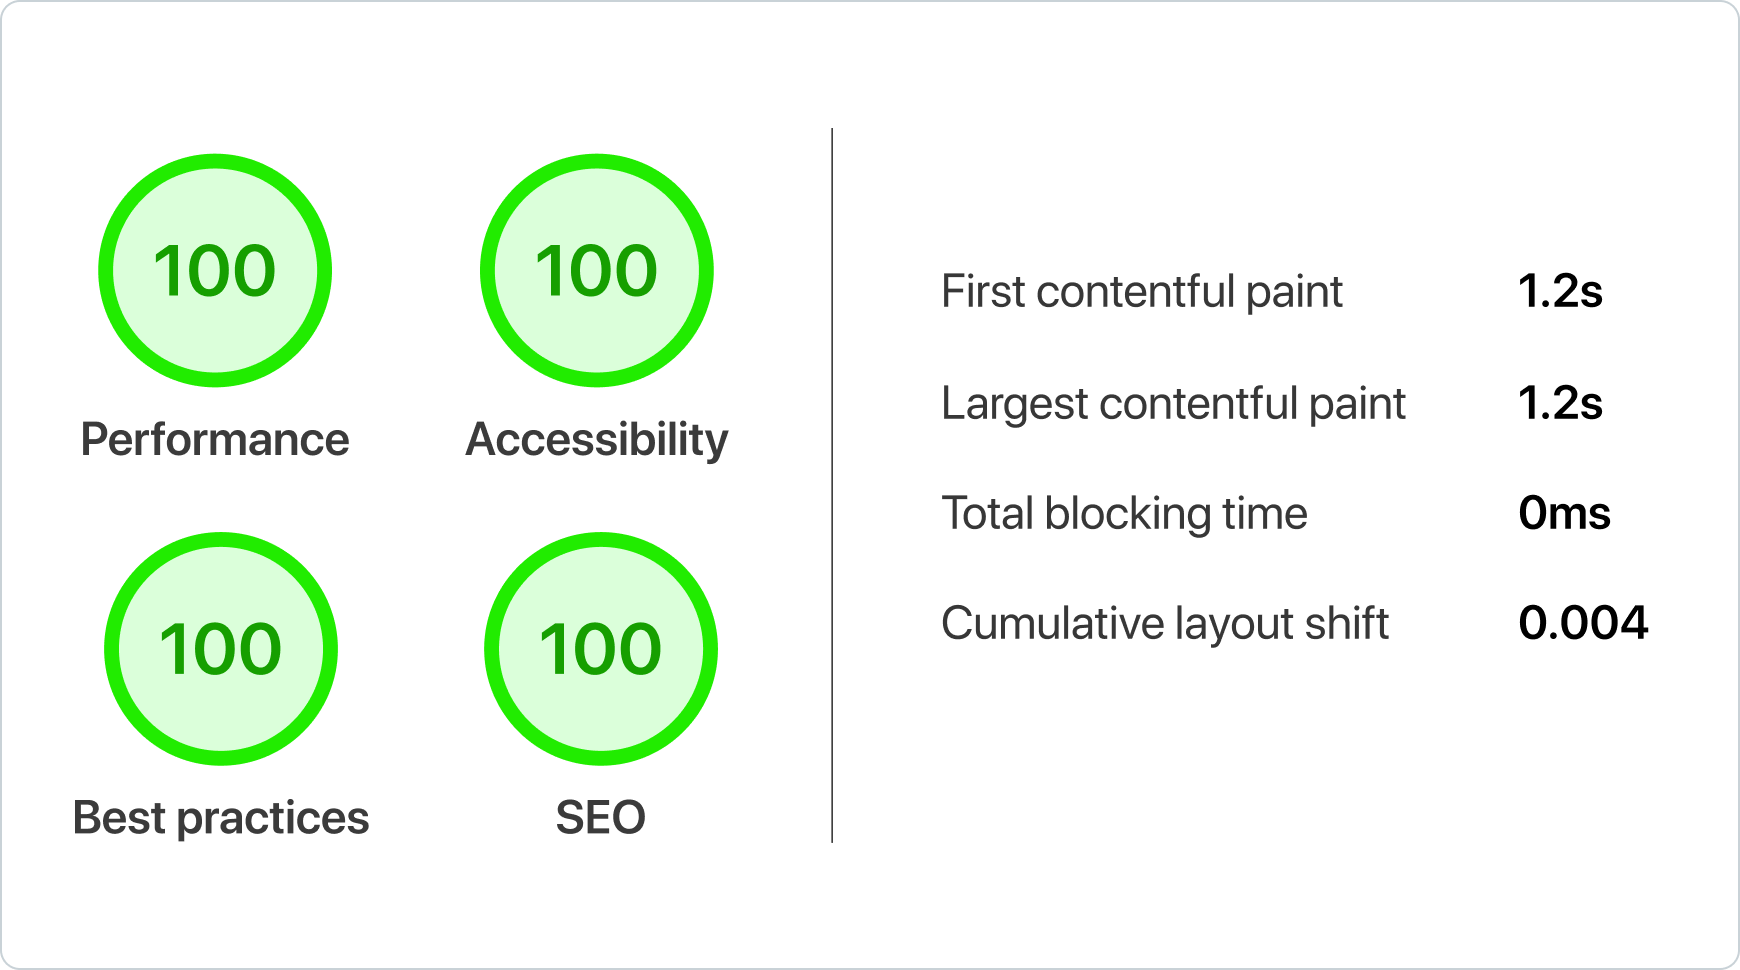 100
100
Performance
Accessibility
100
100
Best practices
SEO
First contentful paint 1.2s
Largest contentful paint 1.2s
Total blocking time 0ms
Cumulative layout shift 0.004